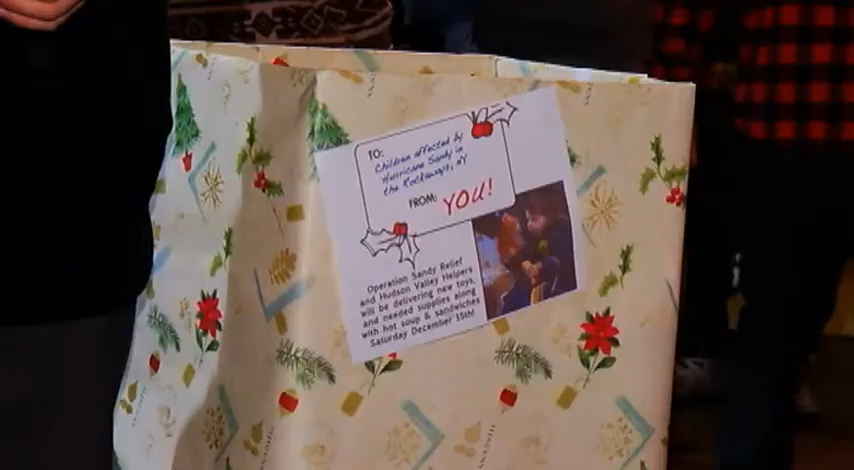 TO:
Children affected by
Hurricane Sandy in
the Rockaways, NY
FROM: YOU!
Operation Sandy Relief
and Hudson Valley Helpers
will be delivering new toys,
and needed supplies along
with hot soup & sandwiches
Saturday December 15th!